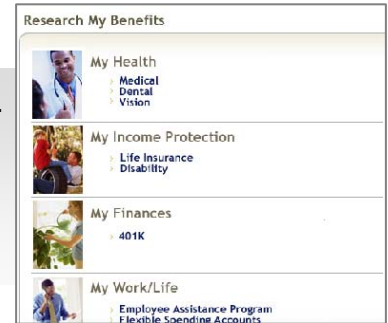 Research My Benefits
My Health
Medical
Dental
Vision
My Income Protection
Life Insurance
Disability
My Finances
401K
My Work/Life
Employee Assistance Program
Flexible Spending Accounts